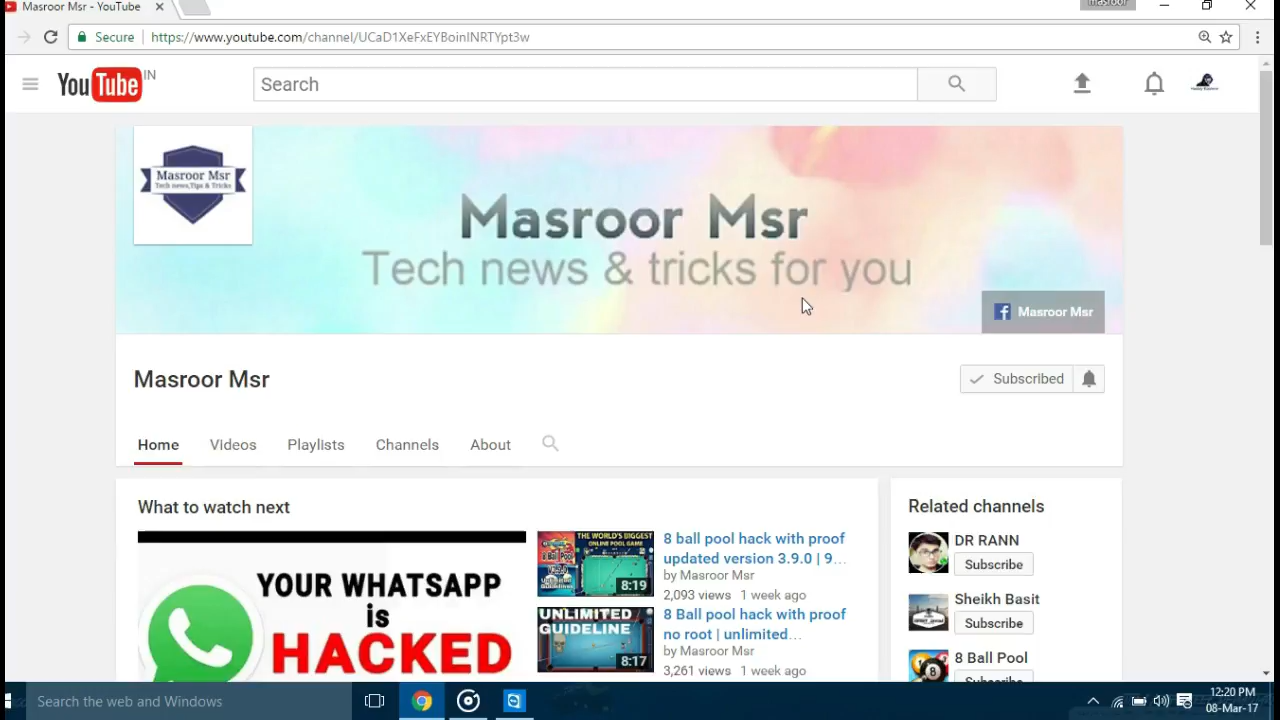 Masroor Msr - YouTube
masroor
Secure
https://www.youtube.com/channel/UCaD1XeFxEYBoinINRTYpt3w
YouTube IN
Search
Masroor Msr
Tech news,Tips & Tricks
Masroor Msr
Tech news & tricks for you
Masroor Msr
Masroor Msr
Subscribed
Home
Videos
Playlists
Channels
About
What to watch next
YOUR WHATSAPP
is
HACKED
THE WORLD'S BIGGEST
ONLINE POOL GAME
8 Ball
Pool
8:19
8 ball pool hack with proof
updated version 3.9.0 | 9...
by Masroor Msr
2,093 views 1 week ago
UNLIMITED
GUIDELINE
8:17
8 Ball pool hack with proof
no root | unlimited...
by Masroor Msr
3,261 views 1 week ago
Related channels
DR RANN
Subscribe
Sheikh Basit
Subscribe
8 Ball Pool
Subscribe
Search the web and Windows
12:20 PM
08-Mar-17